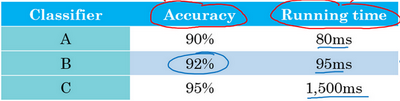 Classifier Accuracy Running time
A 90% 80ms
B 92% 95ms
C 95% 1,500ms